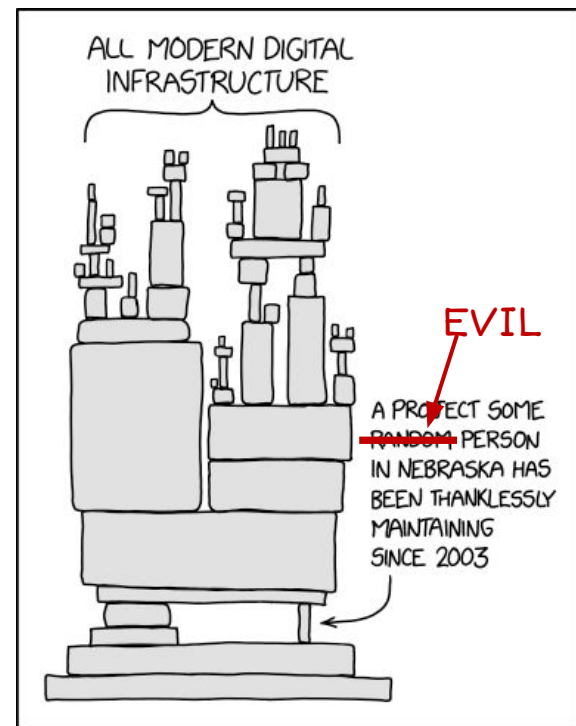 ALL MODERN DIGITAL
INFRASTRUCTURE
EVIL
A PROJECT SOME
RANDOM PERSON
IN NEBRASKA HAS
BEEN THANKLESSLY
MAINTAINING
SINCE 2003